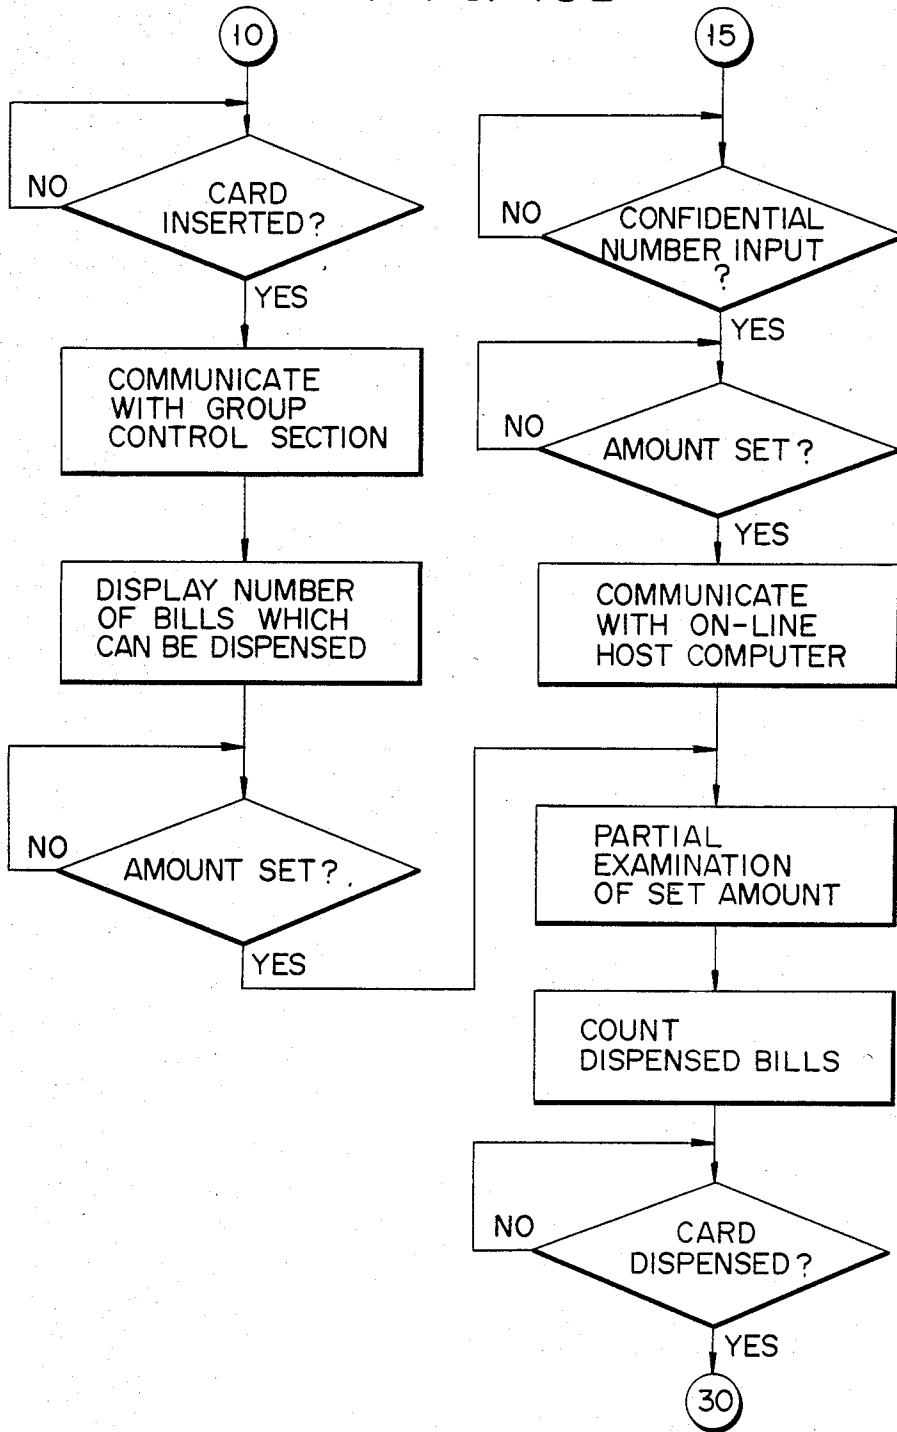 10
CARD
INSERTED?
NO
YES
COMMUNICATE
WITH GROUP
CONTROL SECTION
DISPLAY NUMBER
OF BILLS WHICH
CAN BE DISPENSED
NO
AMOUNT SET?
YES
15
CONFIDENTIAL
NUMBER INPUT
?
NO
YES
NO
AMOUNT SET?
YES
COMMUNICATE
WITH ON-LINE
HOST COMPUTER
PARTIAL
EXAMINATION
OF SET AMOUNT
COUNT
DISPENSED BILLS
NO
CARD
DISPENSED?
YES
30